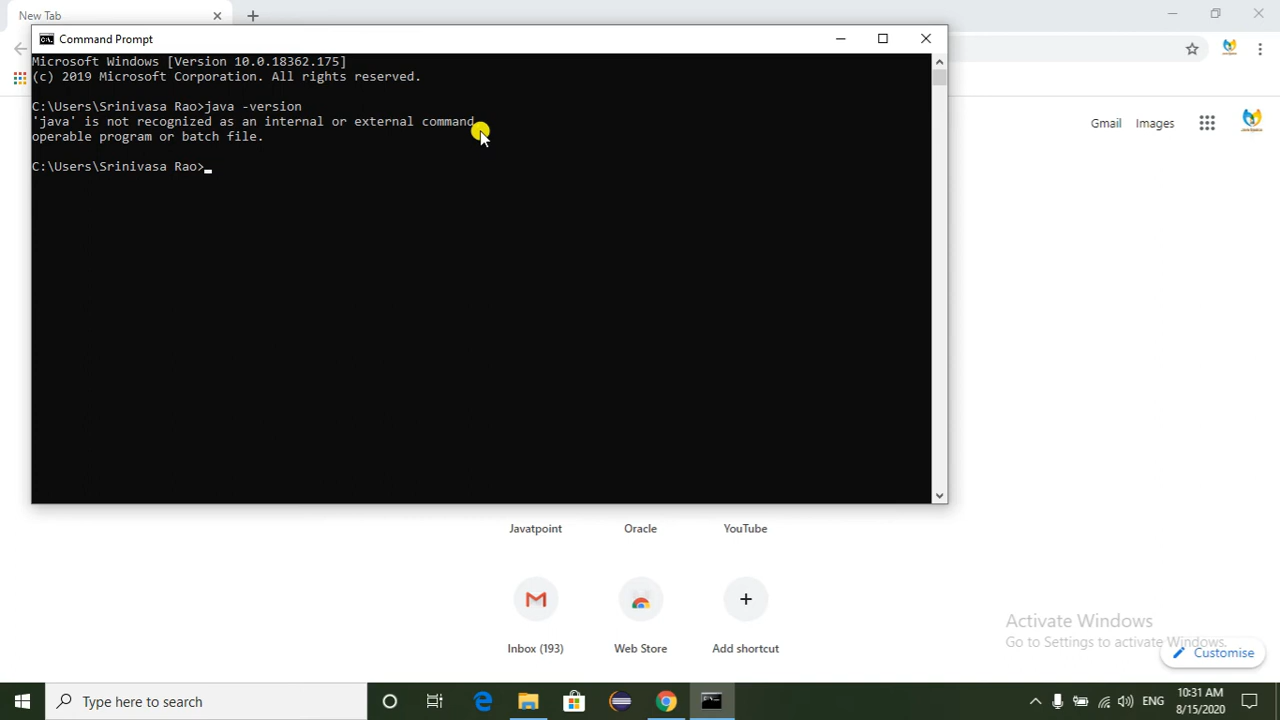 New Tab
Command Prompt
Microsoft Windows [Version 10.0.18362.175]
(c) 2019 Microsoft Corporation. All rights reserved.
C:\Users\Srinivasa Rao>java -version
'java' is not recognized as an internal or external command
operable program or batch file.
C:\Users\Srinivasa Rao>
Gmail Images
Javatpoint Oracle YouTube
Inbox (193) Web Store Add shortcut
Activate Windows
Go to Settings to activate Windows.
Customise
Type here to search
ENG
10:31 AM
8/15/2020